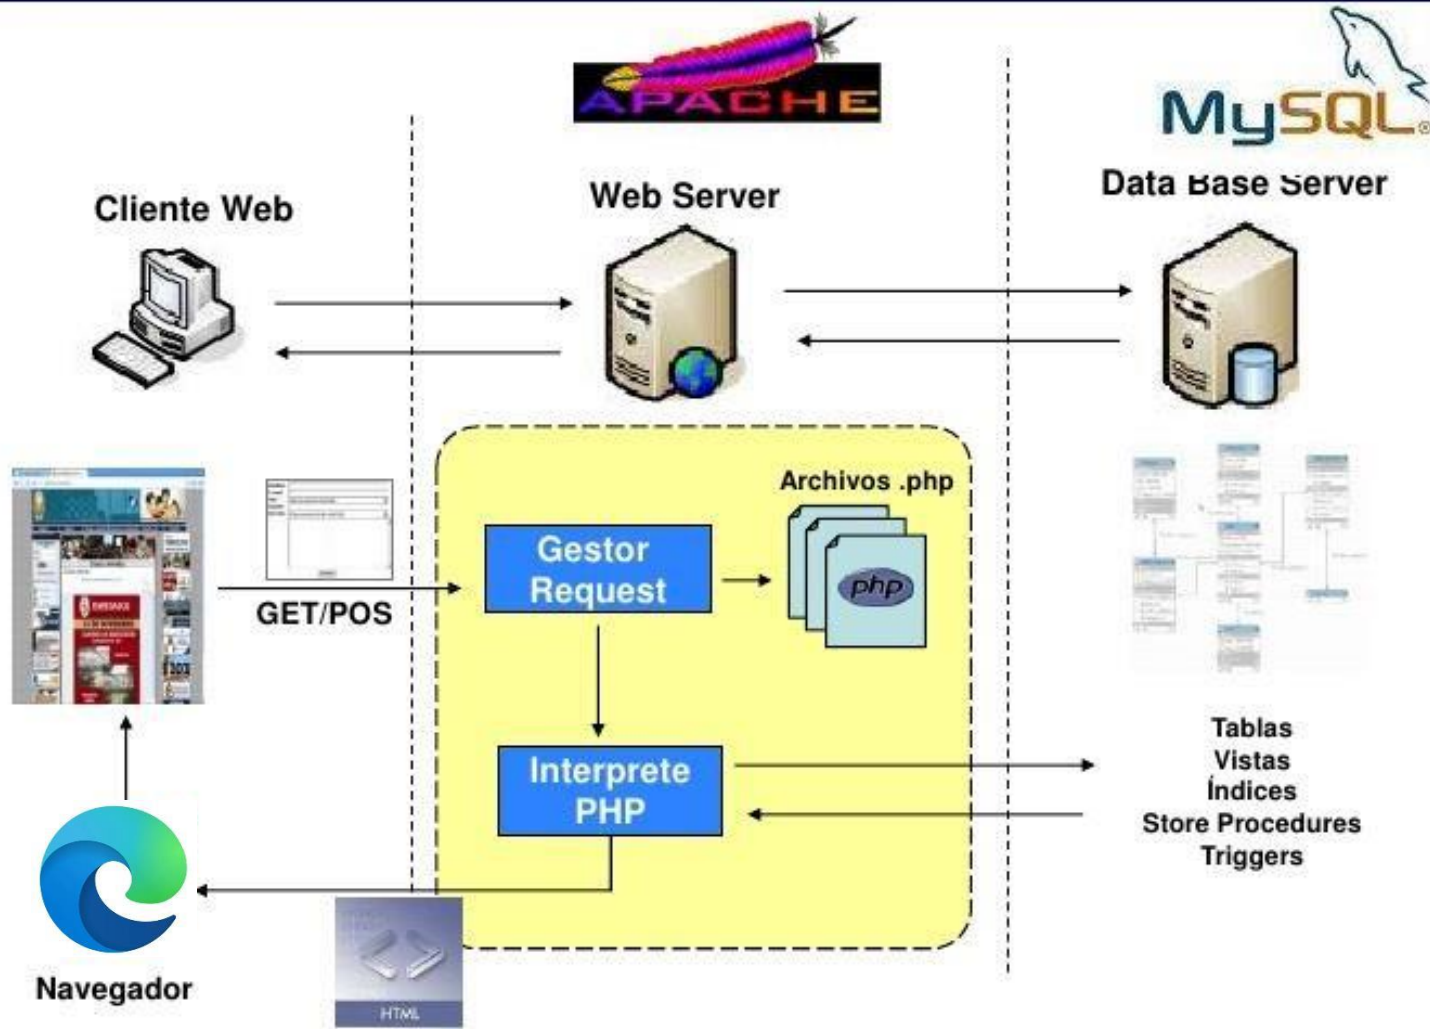 APACHE
MySQL®
Cliente Web
Web Server
Data Base Server
Archivos .php
Gestor
Request
php
GET/POS
Interprete
PHP
Tablas
Vistas
Índices
Store Procedures
Triggers
Navegador
HTML